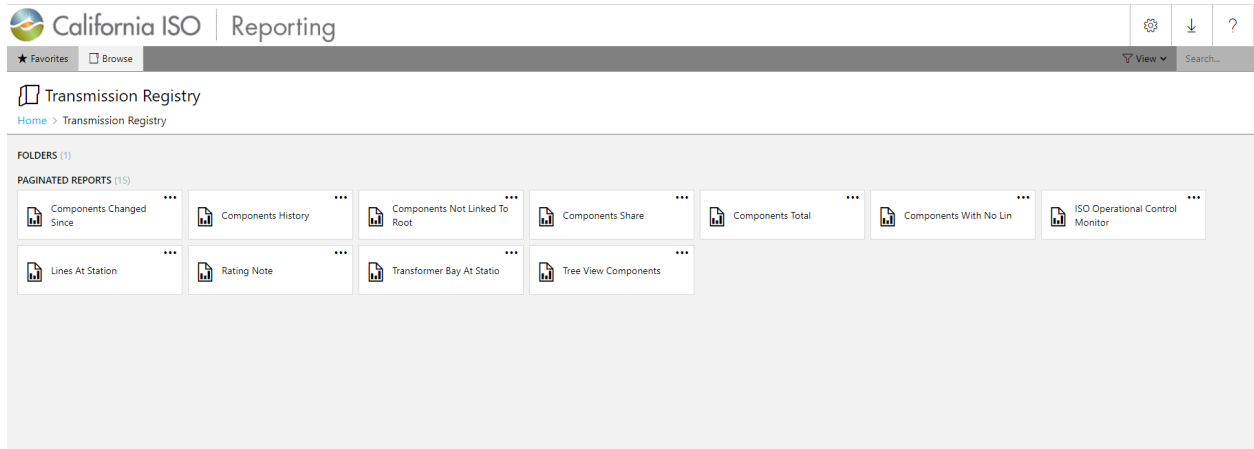 California ISO Reporting
Favorites Browse View Search...
Transmission Registry
Home > Transmission Registry
FOLDERS (1)
PAGINATED REPORTS (15)
Components Changed
Since
Components History
Components Not Linked To
Root
Components Share
Components Total
Components With No Lin
ISO Operational Control
Monitor
Lines At Station
Rating Note
Transformer Bay At Statio
Tree View Components